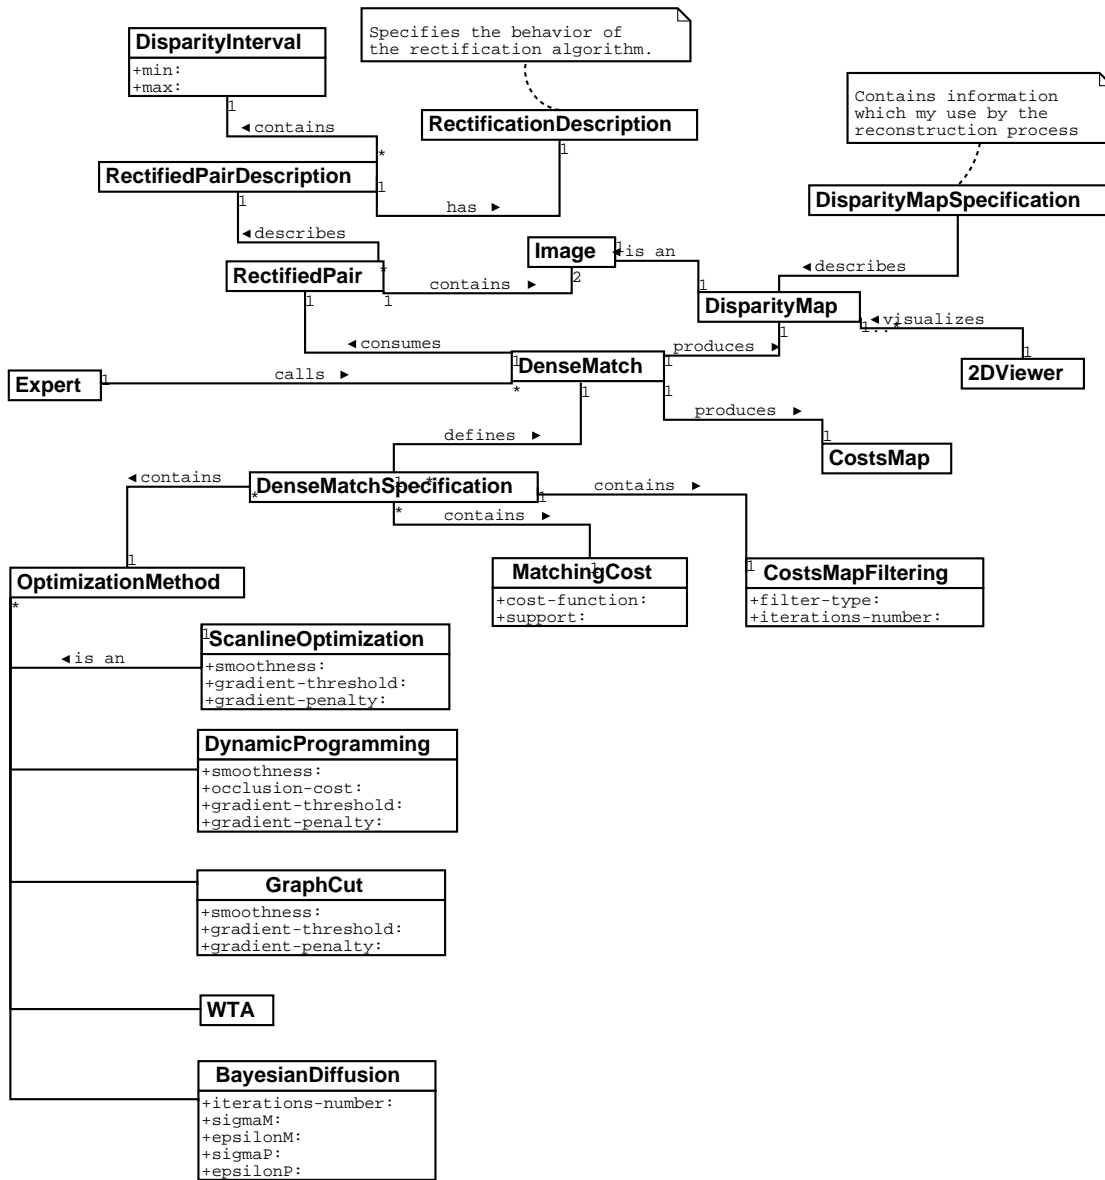 Specifies the behavior of
the rectification algorithm.
DisparityInterval
+min:
+max:
1
Contains information
which my use by the
reconstruction process
RectificationDescription
1
◄contains
*
RectifiedPairDescription
1
1
has ►
DisparityMapSpecification
◄describes
*
Image
1
◄is an
2
◄describes
RectifiedPair
1
1
contains ►
1
DisparityMap
1
1..*
◄visualizes
1
2DViewer
◄consumes
1
DenseMatch
1
produces ►
Expert
1
calls ►
*
1
1
produces ►
1
CostsMap
defines ►
1
*
◄contains
*
DenseMatchSpecification
1
contains ►
*
contains ►
1
OptimizationMethod
*
1
MatchingCost
+cost-function:
+support:
1
CostsMapFiltering
+filter-type:
+iterations-number:
1
ScanlineOptimization
◄is an
+smoothness:
+gradient-threshold:
+gradient-penalty:
DynamicProgramming
+smoothness:
+occlusion-cost:
+gradient-threshold:
+gradient-penalty:
GraphCut
+smoothness:
+gradient-threshold:
+gradient-penalty:
WTA
BayesianDiffusion
+iterations-number:
+sigmaM:
+epsilonM:
+sigmaP:
+epsilonP: